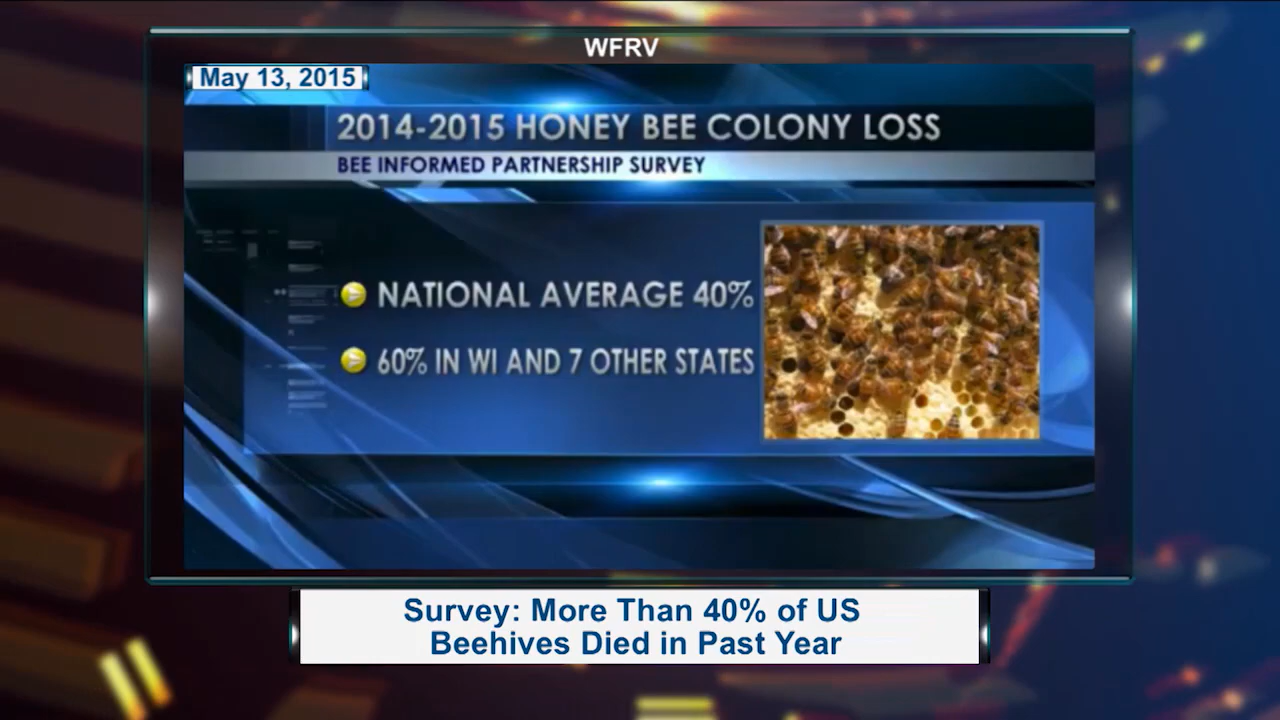 WFRV
May 13, 2015
2014-2015 HONEY BEE COLONY LOSS
BEE INFORMED PARTNERSHIP SURVEY
NATIONAL AVERAGE 40%
60% IN WI AND 7 OTHER STATES
Survey: More Than 40% of US
Beehives Died in Past Year